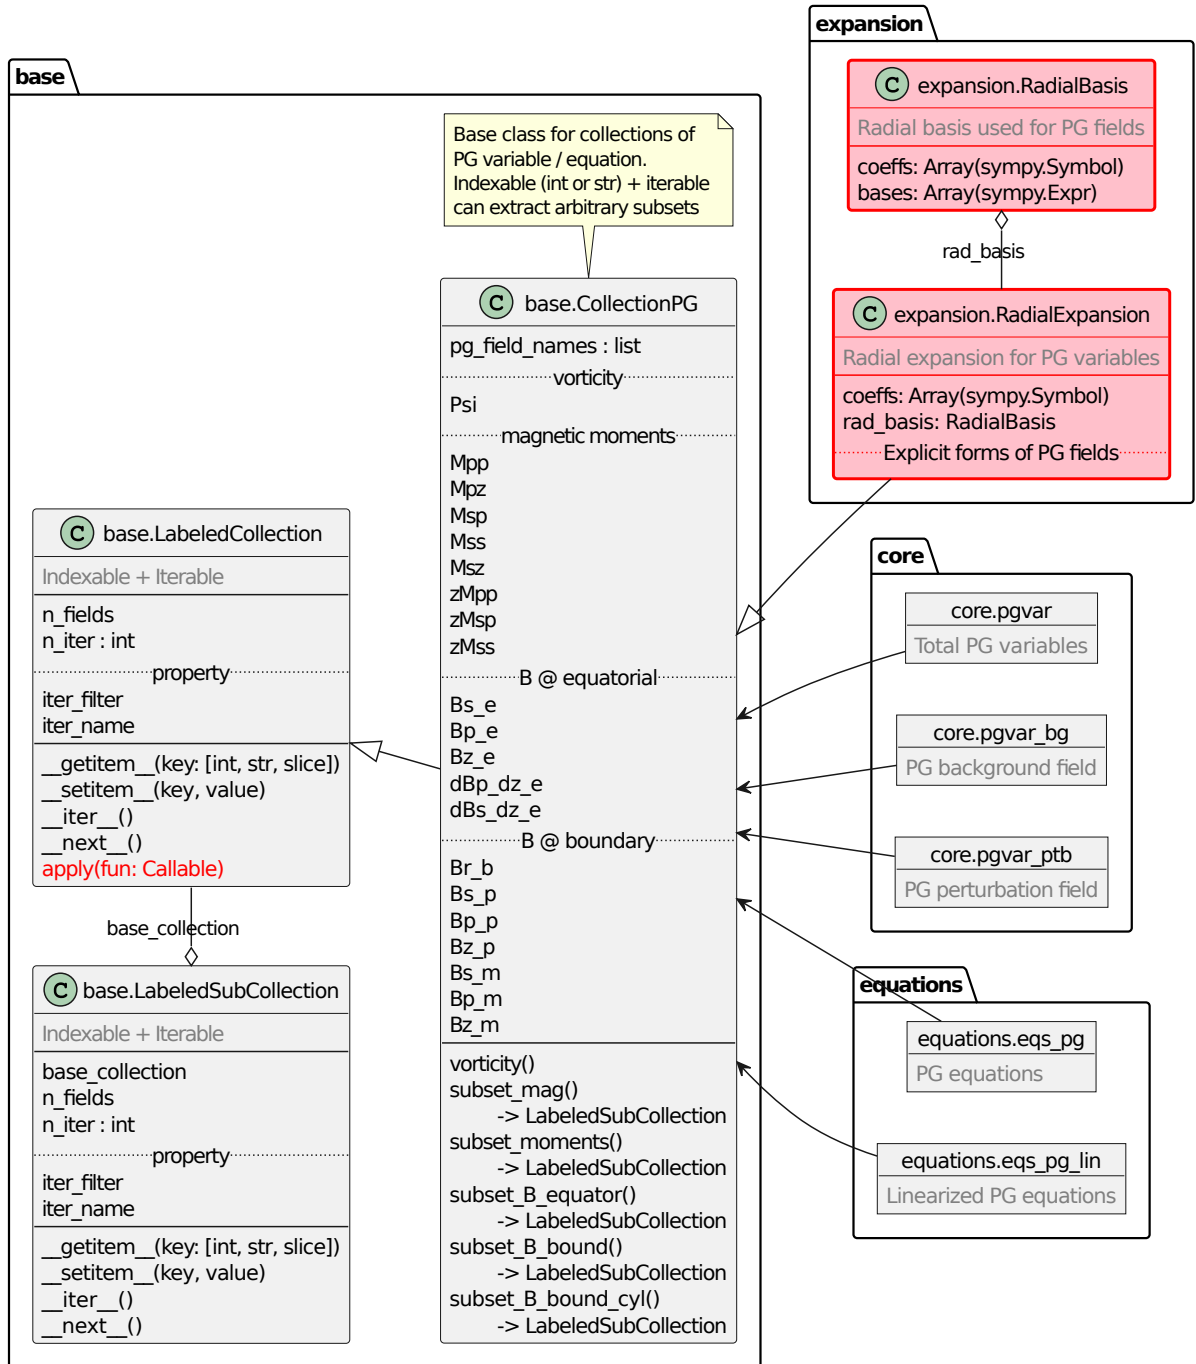 base
Base class for collections of
PG variable / equation.
Indexable (int or str) + iterable
can extract arbitrary subsets
C base.LabeledCollection
Indexable + Iterable
n_fields
n_iter : int
property
iter_filter
iter_name
__getitem__(key: [int, str, slice])
__setitem__(key, value)
__iter__()
__next__()
apply(fun: Callable)
base_collection
C base.LabeledSubCollection
Indexable + Iterable
base_collection
n_fields
n_iter : int
property
iter_filter
iter_name
__getitem__(key: [int, str, slice])
__setitem__(key, value)
__iter__()
__next__()
C base.CollectionPG
pg_field_names : list
vorticity
Psi
magnetic moments
Mpp
Mpz
Msp
Mss
Msz
zMpp
zMsp
zMss
B @ equatorial
Bs_e
Bp_e
Bz_e
dBp_dz_e
dBs_dz_e
B @ boundary
Br_b
Bs_p
Bp_p
Bz_p
Bs_m
Bp_m
Bz_m
vorticity()
subset_mag()
-> LabeledSubCollection
subset_moments()
-> LabeledSubCollection
subset_B_equator()
-> LabeledSubCollection
subset_B_bound()
-> LabeledSubCollection
subset_B_bound_cyl()
-> LabeledSubCollection
expansion
C expansion.RadialBasis
Radial basis used for PG fields
coeffs: Array(sympy.Symbol)
bases: Array(sympy.Expr)
rad_basis
C expansion.RadialExpansion
Radial expansion for PG variables
coeffs: Array(sympy.Symbol)
rad_basis: RadialBasis
Explicit forms of PG fields
core
core.pgvar
Total PG variables
core.pgvar_bg
PG background field
core.pgvar_ptb
PG perturbation field
equations
equations.eqs_pg
PG equations
equations.eqs_pg_lin
Linearized PG equations